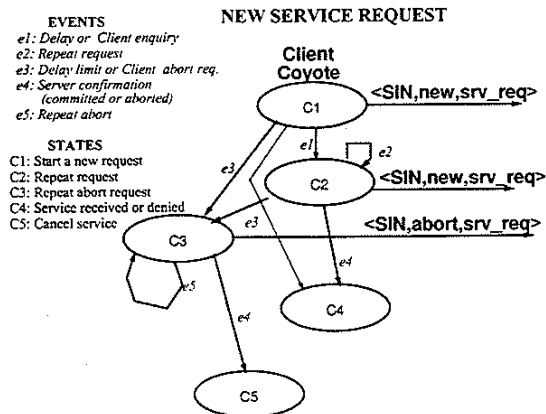 NEW SERVICE REQUEST
EVENTS
e1: Delay or Client enquiry
e2: Repeat request
e3: Delay limit or Client abort req.
e4: Server confirmation
(committed or aborted)
e5: Repeat abort
STATES
C1: Start a new request
C2: Repeat request
C3: Repeat abort request
C4: Service received or denied
C5: Cancel service
Client
Coyote
C1
<SIN,new,srv_req>
e1
e2
e3
C2
<SIN,new,srv_req>
e3
<SIN,abort,srv_req>
C3
e4
e5
e4
C4
C5